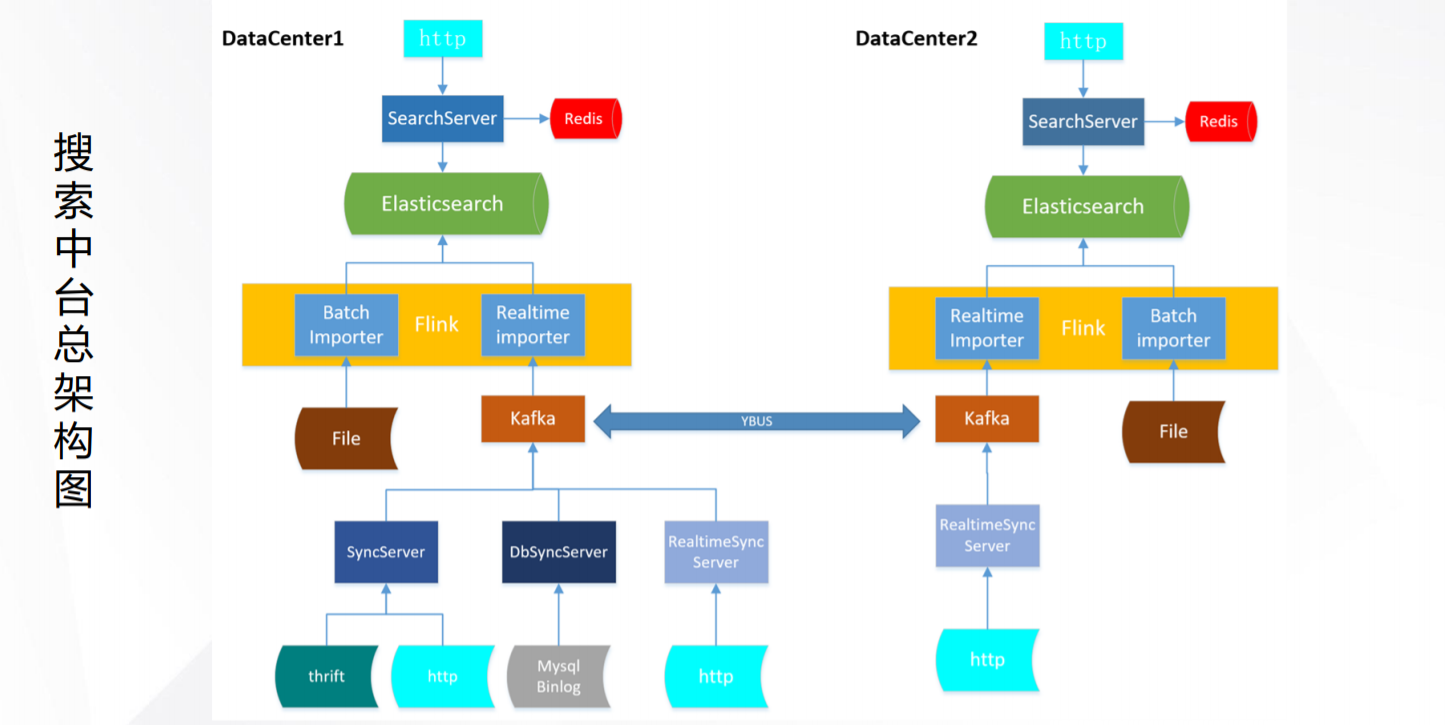 搜索中台总架构图
DataCenter1
http
SearchServer
Redis
Elasticsearch
Batch
Importer
Flink
Realtime
importer
File
Kafka
YBUS
SyncServer
DbSyncServer
RealtimeSync
Server
thrift
http
Mysql
Binlog
http
DataCenter2
http
SearchServer
Redis
Elasticsearch
Realtime
Importer
Flink
Batch
importer
Kafka
File
RealtimeSync
Server
http